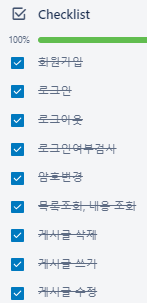 Checklist
100%
회원가입
로그인
로그아웃
로그인여부검사
암호변경
목록조회, 내용 조회
게시글 삭제
게시글 쓰기
게시글 수정